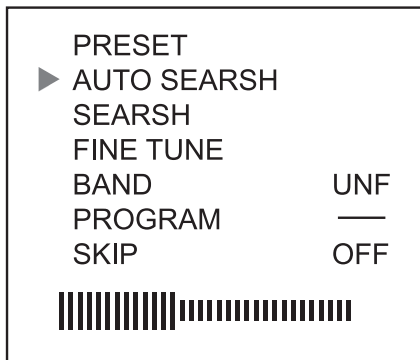 PRESET
AUTO SEARSH
SEARSH
FINE TUNE
BAND UNF
PROGRAM —
SKIP OFF